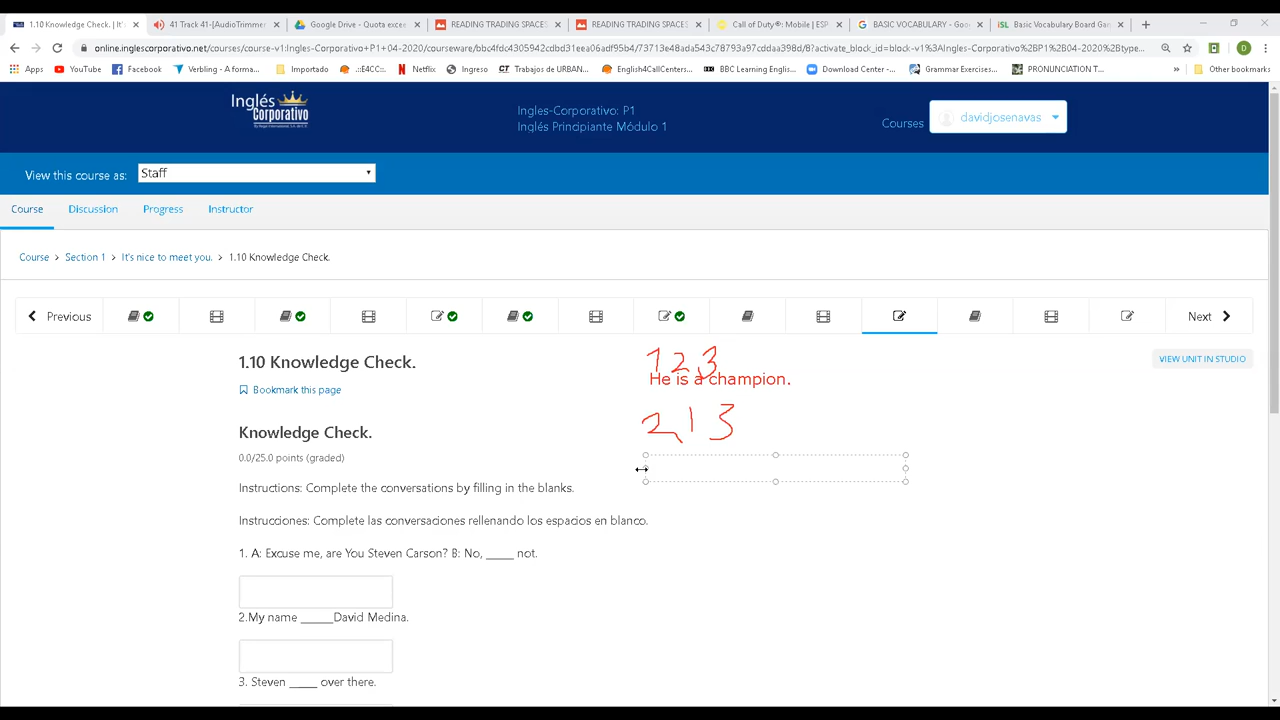 1.10 Knowledge Check. | It's
41 Track 41-[AudioTrimmer
Google Drive - Quota exce
READING TRADING SPACES
READING TRADING SPACES
Call of Duty®: Mobile | ESP
BASIC VOCABULARY - Goo
Basic Vocabulary Board Gam
online.inglescorporativo.net/courses/course-v1:Ingles-Corporativo+P1+04-2020/courseware/bbc4fdc4305942cdbd31eea06adf95b4/73713e48ada543c78793a97cddaa398d/8?activate_block_id=block-v1%3AIngles-Corporativo%2BP1%2B04-2020%2Btype...
Apps
YouTube
Facebook
Verbling - A forma...
Importado
.::E4CC::.
Netflix
Ingreso
CT Trabajos de URBAN...
English4CallCenters...
BBC Learning Englis...
Download Center -...
Grammar Exercises...
PRONUNCIATION T...
»
Other bookmarks
Inglés
Corporativo
Ingles-Corporativo: P1
Inglés Principiante Módulo 1
Courses
davidjosenavas
View this course as:
Staff
Course
Discussion
Progress
Instructor
Course > Section 1 > It's nice to meet you. > 1.10 Knowledge Check.
Previous
Next
1.10 Knowledge Check.
VIEW UNIT IN STUDIO
Bookmark this page
1 2 3
He is a champion.
2 1 3
Knowledge Check.
0.0/25.0 points (graded)
Instructions: Complete the conversations by filling in the blanks.
Instrucciones: Complete las conversaciones rellenando los espacios en blanco.
1. A: Excuse me, are You Steven Carson? B: No, _____ not.
2.My name ______David Medina.
3. Steven _____ over there.